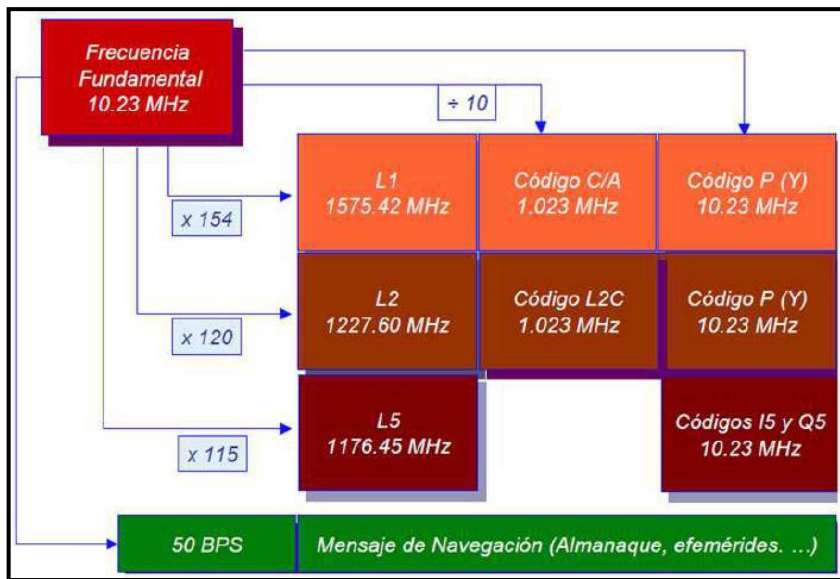 Frecuencia
Fundamental
10.23 MHz
÷ 10
x 154
L1
1575.42 MHz
Código C/A
1.023 MHz
Código P (Y)
10.23 MHz
x 120
L2
1227.60 MHz
Código L2C
1.023 MHz
Código P (Y)
10.23 MHz
x 115
L5
1176.45 MHz
Códigos I5 y Q5
10.23 MHz
50 BPS
Mensaje de Navegación (Almanaque, efemérides. ...)